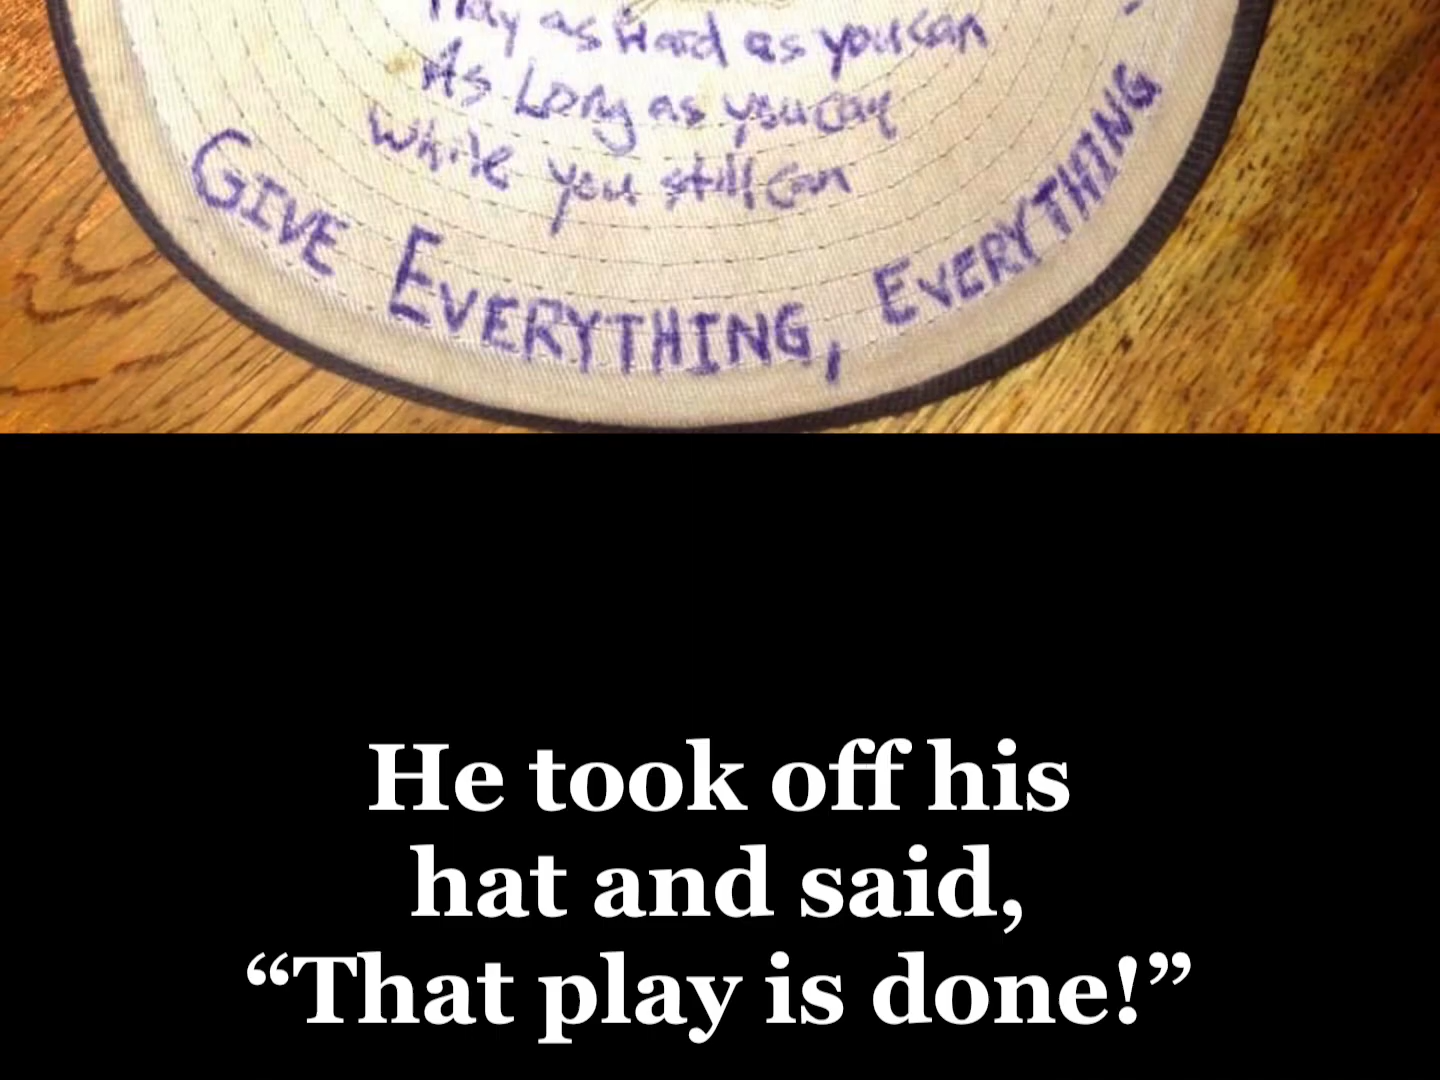 Play as Hard as you can
As Long as you can
while you still can
GIVE EVERYTHING, EVERYTHING
He took off his
hat and said,
“That play is done!”